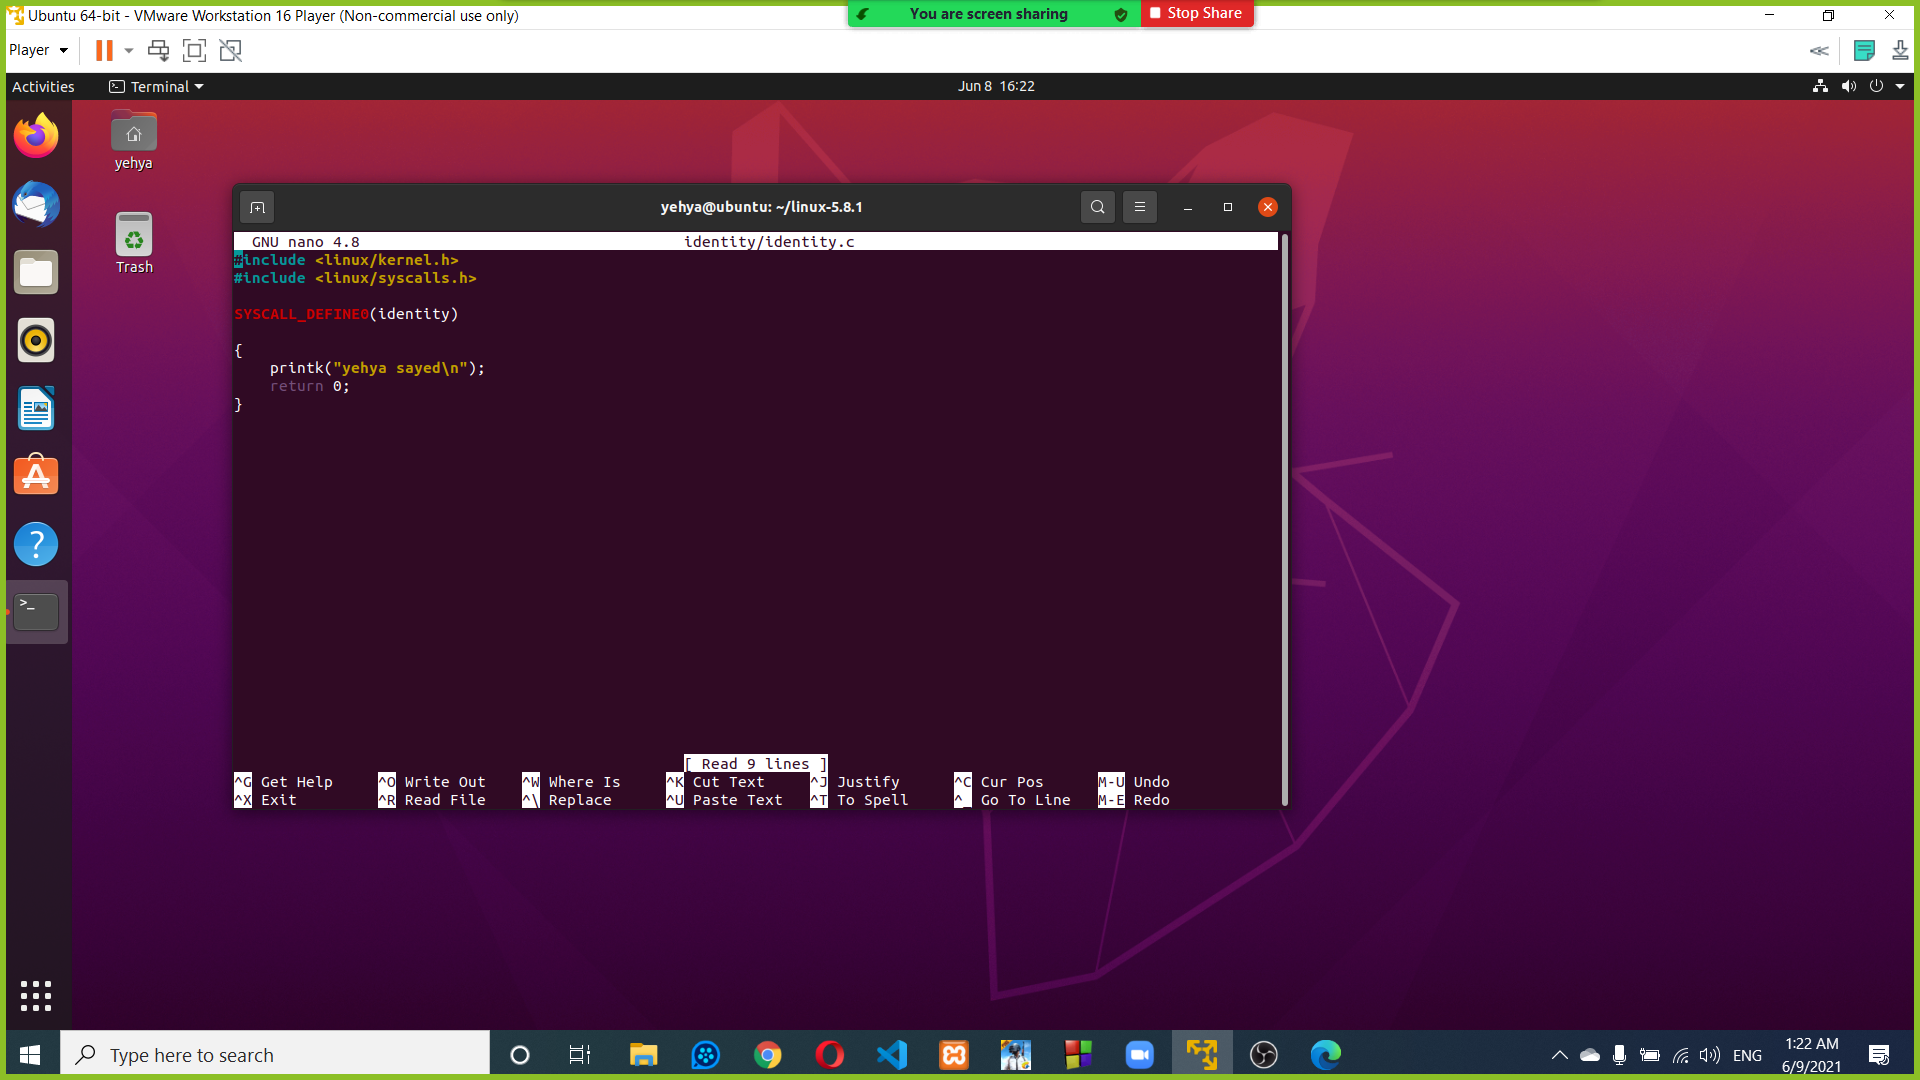 Ubuntu 64-bit - VMware Workstation 16 Player (Non-commercial use only)
You are screen sharing
Stop Share
Player
Activities
Terminal
Jun 8 16:22
yehya
Trash
yehya@ubuntu: ~/linux-5.8.1
GNU nano 4.8 identity/identity.c
#include <linux/kernel.h>
#include <linux/syscalls.h>
SYSCALL_DEFINE0(identity)
{
printk("yehya sayed\n");
return 0;
}
[ Read 9 lines ]
^G Get Help ^O Write Out ^W Where Is ^K Cut Text ^J Justify ^C Cur Pos M-U Undo
^X Exit ^R Read File ^\ Replace ^U Paste Text ^T To Spell ^_ Go To Line M-E Redo
Type here to search
ENG
1:22 AM
6/9/2021